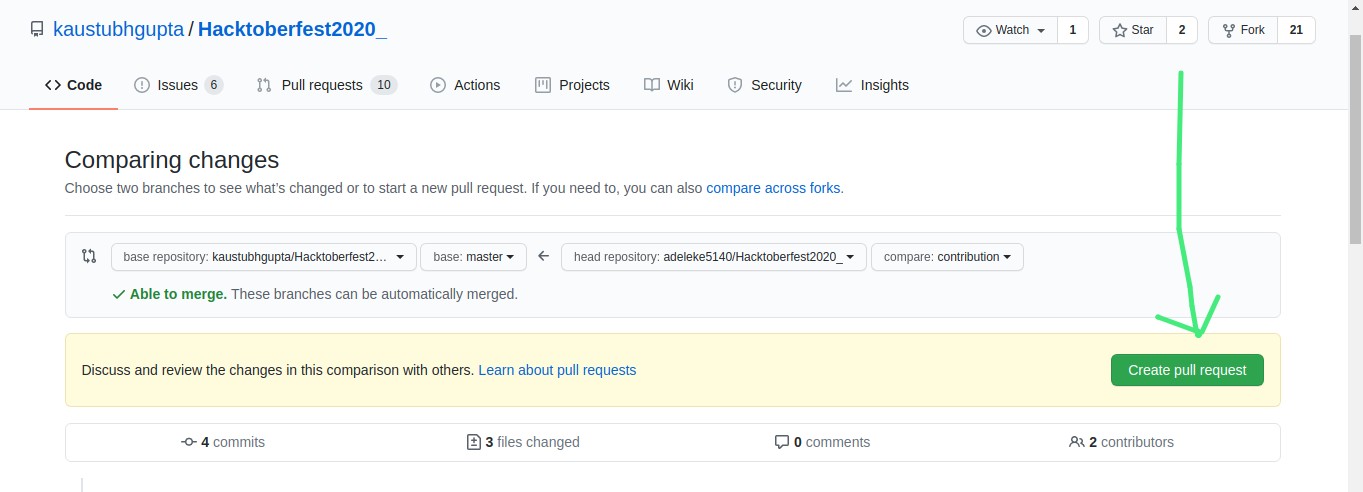 kaustubhgupta / Hacktoberfest2020_ Watch 1 Star 2 Fork 21
Code Issues 6 Pull requests 10 Actions Projects Wiki Security Insights
Comparing changes
Choose two branches to see what's changed or to start a new pull request. If you need to, you can also compare across forks.
base repository: kaustubhgupta/Hacktoberfest2... base: master head repository: adeleke5140/Hacktoberfest2020_ compare: contribution
Able to merge. These branches can be automatically merged.
Discuss and review the changes in this comparison with others. Learn about pull requests Create pull request
4 commits 3 files changed 0 comments 2 contributors